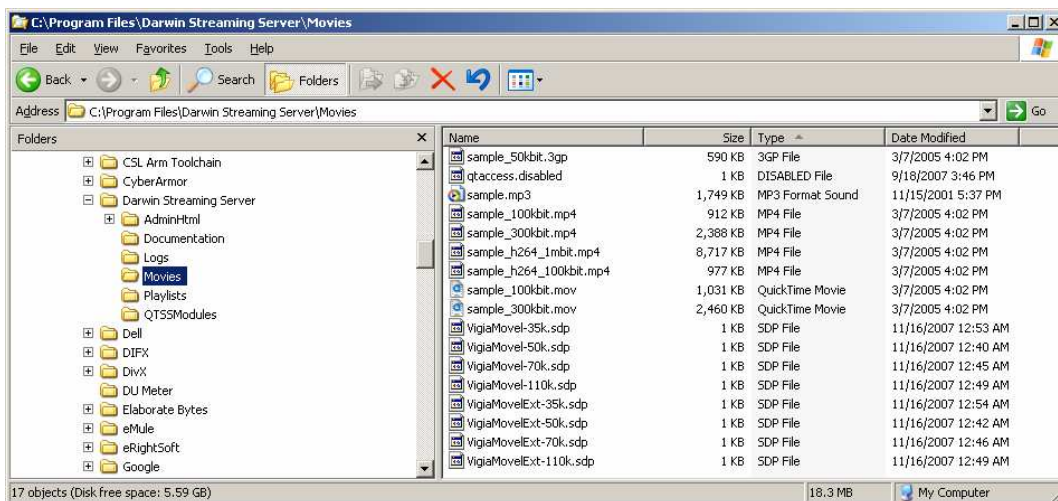 C:\Program Files\Darwin Streaming Server\Movies
File Edit View Favorites Tools Help
Back Search Folders
Address C:\Program Files\Darwin Streaming Server\Movies Go
Folders
CSL Arm Toolchain
CyberArmor
Darwin Streaming Server
AdminHtml
Documentation
Logs
Movies
Playlists
QTSSModules
Dell
DIFX
DivX
DU Meter
Elaborate Bytes
eMule
eRightSoft
Google
Name Size Type Date Modified
sample_50kbit.3gp 590 KB 3GP File 3/7/2005 4:02 PM
qtaccess.disabled 1 KB DISABLED File 9/18/2007 3:46 PM
sample.mp3 1,749 KB MP3 Format Sound 11/15/2001 5:37 PM
sample_100kbit.mp4 912 KB MP4 File 3/7/2005 4:02 PM
sample_300kbit.mp4 2,388 KB MP4 File 3/7/2005 4:02 PM
sample_h264_1mbit.mp4 8,717 KB MP4 File 3/7/2005 4:02 PM
sample_h264_100kbit.mp4 977 KB MP4 File 3/7/2005 4:02 PM
sample_100kbit.mov 1,031 KB QuickTime Movie 3/7/2005 4:02 PM
sample_300kbit.mov 2,460 KB QuickTime Movie 3/7/2005 4:02 PM
VigiaMovel-35k.sdp 1 KB SDP File 11/16/2007 12:53 AM
VigiaMovel-50k.sdp 1 KB SDP File 11/16/2007 12:40 AM
VigiaMovel-70k.sdp 1 KB SDP File 11/16/2007 12:45 AM
VigiaMovel-110k.sdp 1 KB SDP File 11/16/2007 12:49 AM
VigiaMovelExt-35k.sdp 1 KB SDP File 11/16/2007 12:54 AM
VigiaMovelExt-50k.sdp 1 KB SDP File 11/16/2007 12:42 AM
VigiaMovelExt-70k.sdp 1 KB SDP File 11/16/2007 12:46 AM
VigiaMovelExt-110k.sdp 1 KB SDP File 11/16/2007 12:49 AM
17 objects (Disk free space: 5.59 GB) 18.3 MB My Computer